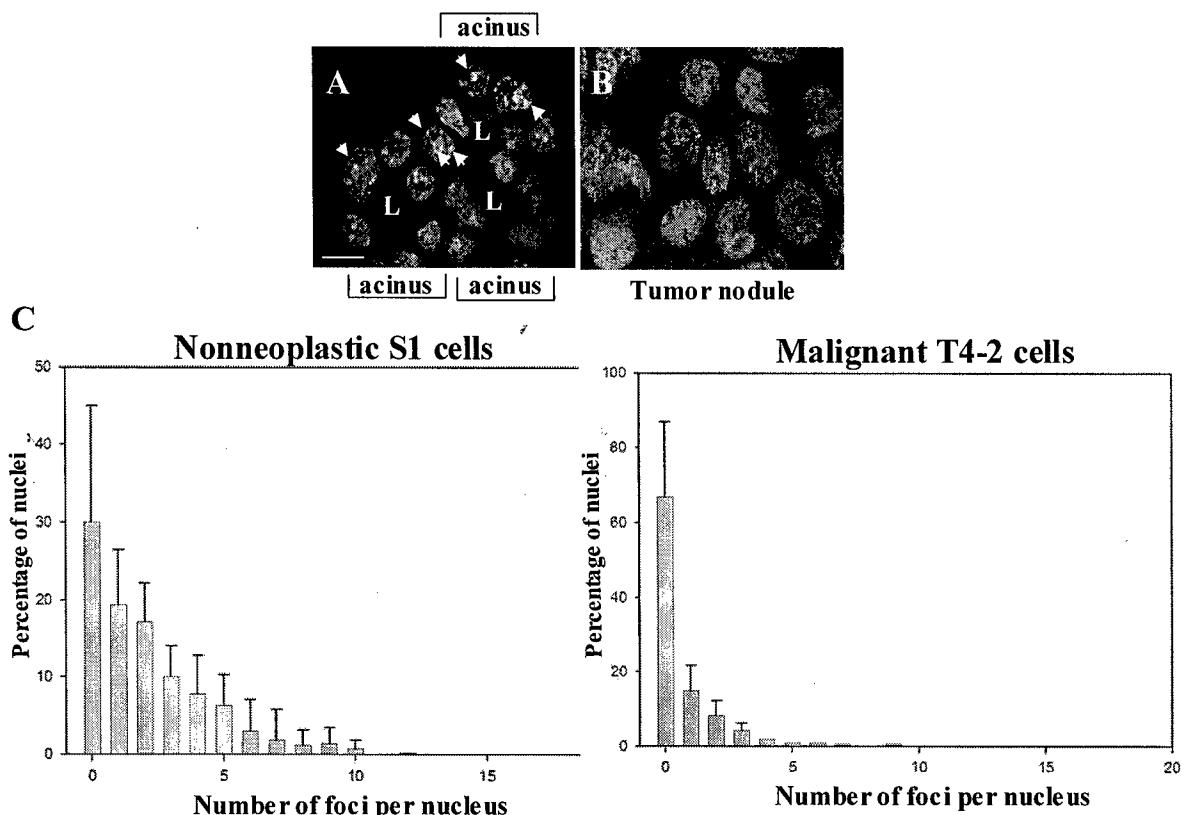 acinus
A
B
L
L
L
acinus
acinus
Tumor nodule
C
Nonneoplastic S1 cells
Percentage of nuclei
50
40
30
20
10
0
0
5
10
15
Number of foci per nucleus
Malignant T4-2 cells
Percentage of nuclei
100
80
60
40
20
0
0
5
10
15
20
Number of foci per nucleus